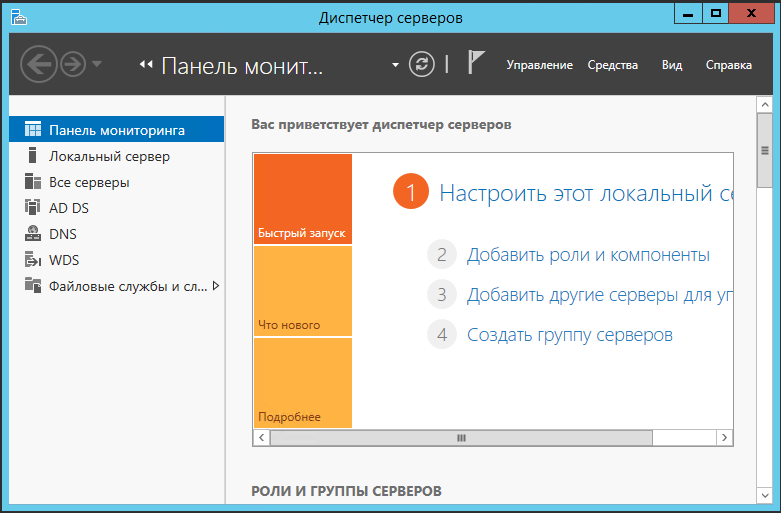 Диспетчер серверов
Панель монит...
Управление Средства Вид Справка
Панель мониторинга
Локальный сервер
Все серверы
AD DS
DNS
WDS
Файловые службы и сл...
Вас приветствует диспетчер серверов
Быстрый запуск
Что нового
Подробнее
1 Настроить этот локальный се
2 Добавить роли и компоненты
3 Добавить другие серверы для уп
4 Создать группу серверов
РОЛИ И ГРУППЫ СЕРВЕРОВ